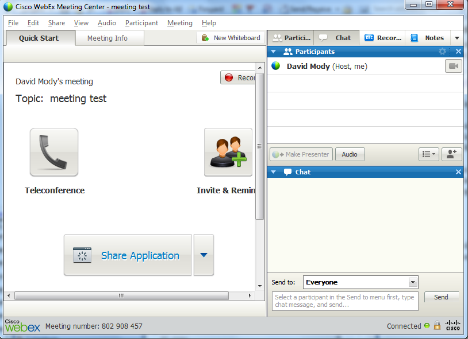 Cisco WebEx Meeting Center - meeting test
File Edit Share View Audio Participant Meeting Help
Quick Start Meeting Info New Whiteboard
Partici... Chat Recor... Notes
David Mody's meeting
Topic: meeting test
Recor
Teleconference
Invite & Remin
Share Application
Participants
David Mody (Host, me)
Make Presenter Audio
Chat
Send to: Everyone
Select a participant in the Send to menu first, type
chat message, and send...
Send
Cisco
webex Meeting number: 802 908 457
Connected
CISCO